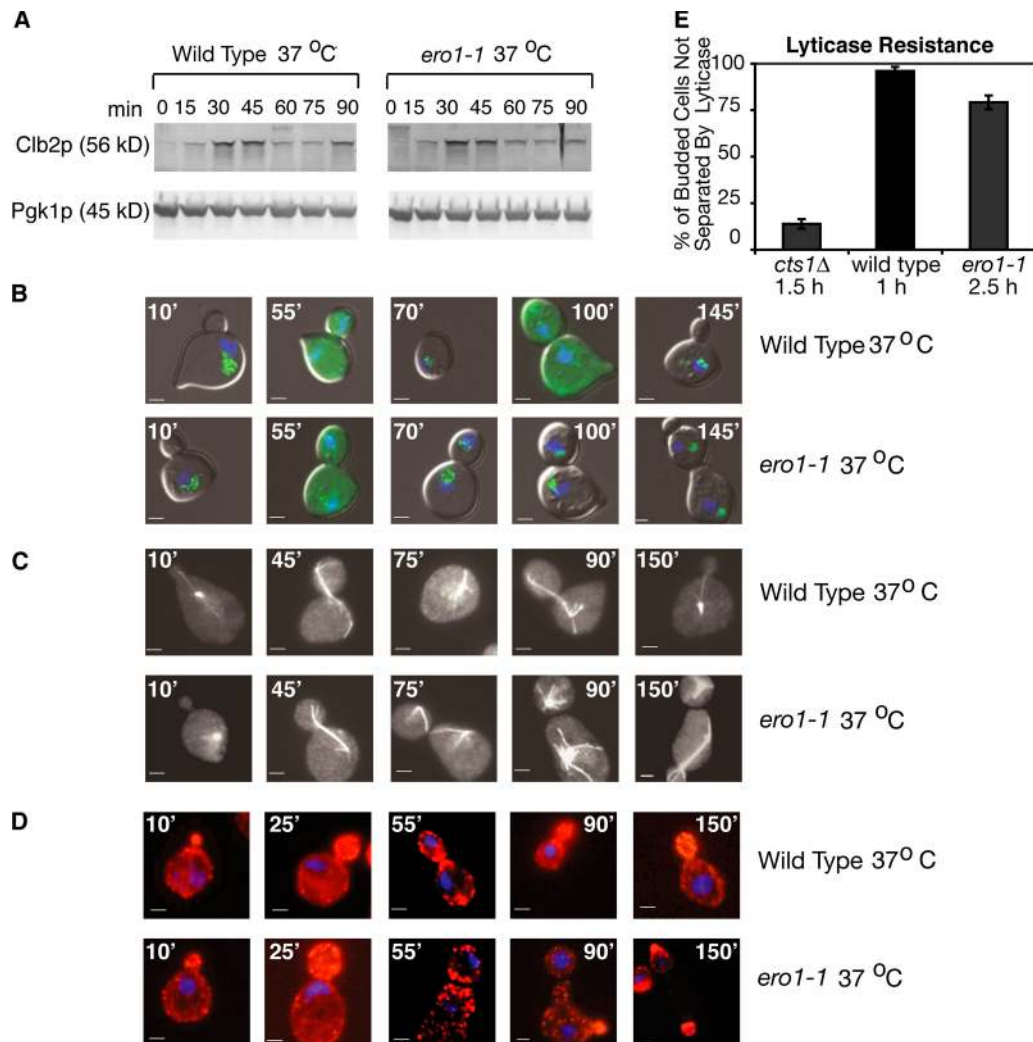 A
Wild Type 37 °C
ero1-1 37 °C
min 0 15 30 45 60 75 90 0 15 30 45 60 75 90
Clb2p (56 kD)
Pgk1p (45 kD)
E
Lyticase Resistance
% of Budded Cells Not
Separated By Lyticase
100
75
50
25
0
cts1Δ wild type ero1-1
1.5 h 1 h 2.5 h
B
10’ 55’ 70’ 100’ 145’
Wild Type 37 °C
10’ 55’ 70’ 100’ 145’
ero1-1 37 °C
C
10’ 45’ 75’ 90’ 150’
Wild Type 37° C
10’ 45’ 75’ 90’ 150’
ero1-1 37 °C
D
10’ 25’ 55’ 90’ 150’
Wild Type 37° C
10’ 25’ 55’ 90’ 150’
ero1-1 37 °C